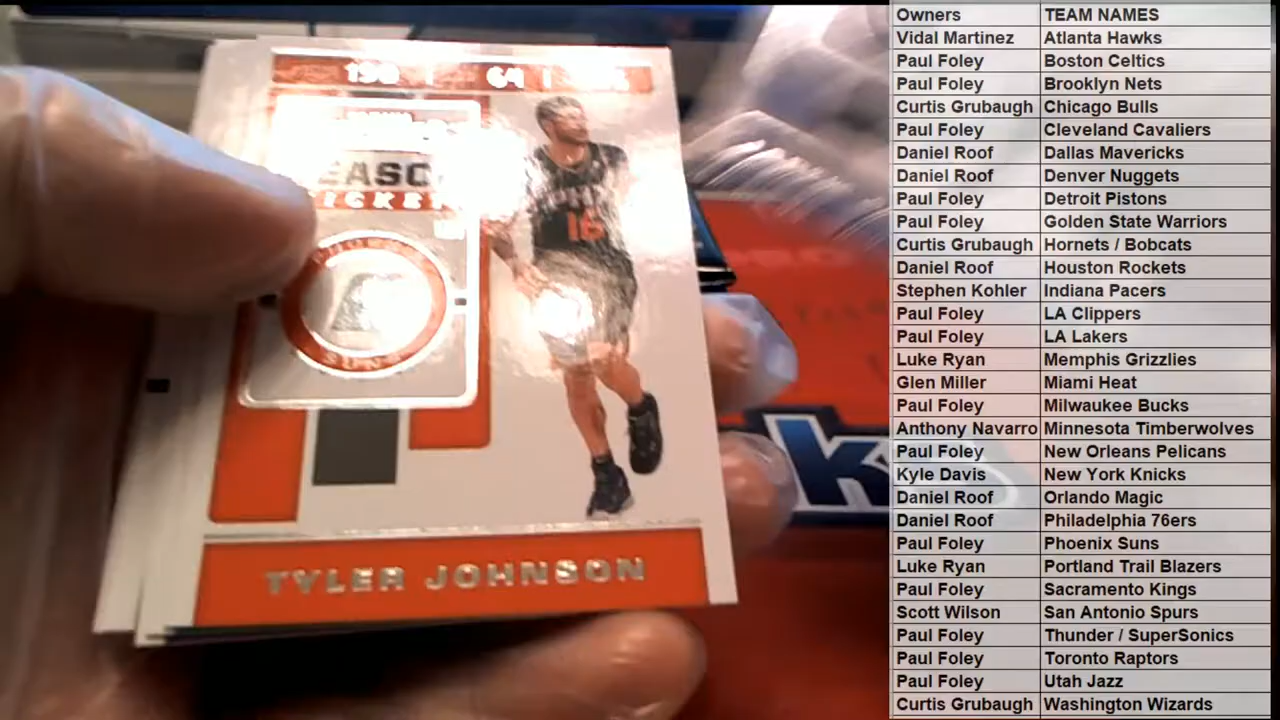 EASO
ICKET
SUNS
16
TYLER JOHNSON
Owners TEAM NAMES
Vidal Martinez Atlanta Hawks
Paul Foley Boston Celtics
Paul Foley Brooklyn Nets
Curtis Grubaugh Chicago Bulls
Paul Foley Cleveland Cavaliers
Daniel Roof Dallas Mavericks
Daniel Roof Denver Nuggets
Paul Foley Detroit Pistons
Paul Foley Golden State Warriors
Curtis Grubaugh Hornets / Bobcats
Daniel Roof Houston Rockets
Stephen Kohler Indiana Pacers
Paul Foley LA Clippers
Paul Foley LA Lakers
Luke Ryan Memphis Grizzlies
Glen Miller Miami Heat
Paul Foley Milwaukee Bucks
Anthony Navarro Minnesota Timberwolves
Paul Foley New Orleans Pelicans
Kyle Davis New York Knicks
Daniel Roof Orlando Magic
Daniel Roof Philadelphia 76ers
Paul Foley Phoenix Suns
Luke Ryan Portland Trail Blazers
Paul Foley Sacramento Kings
Scott Wilson San Antonio Spurs
Paul Foley Thunder / SuperSonics
Paul Foley Toronto Raptors
Paul Foley Utah Jazz
Curtis Grubaugh Washington Wizards